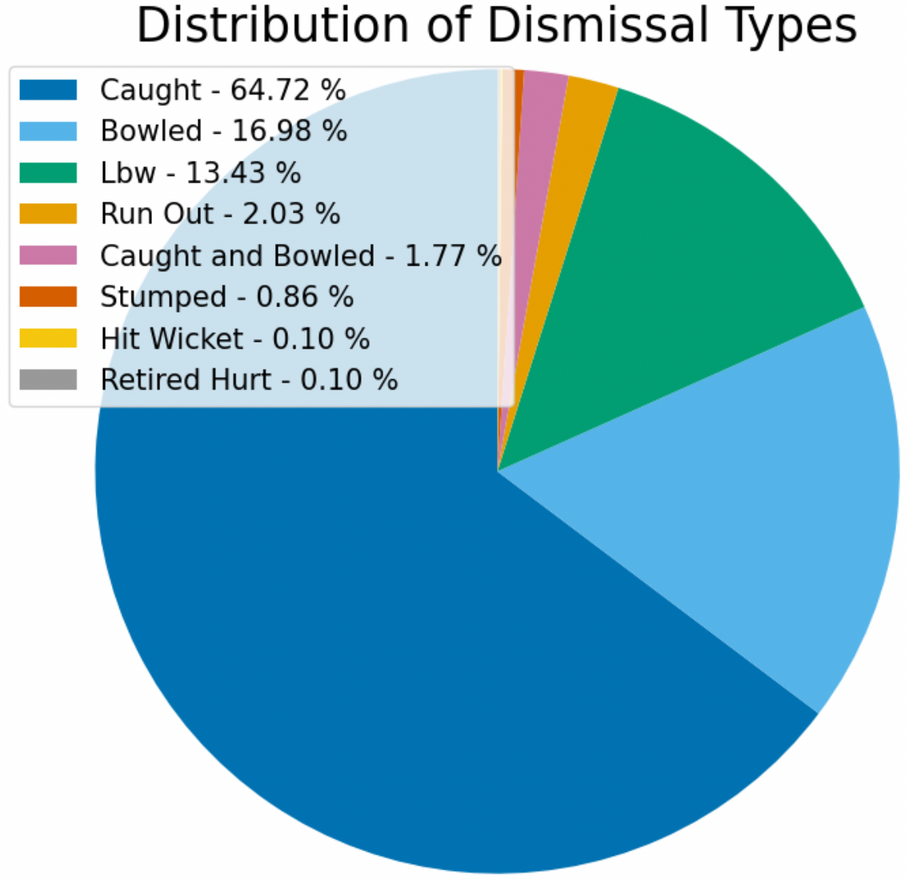 Distribution of Dismissal Types
Caught - 64.72 %
Bowled - 16.98 %
Lbw - 13.43 %
Run Out - 2.03 %
Caught and Bowled - 1.77 %
Stumped - 0.86 %
Hit Wicket - 0.10 %
Retired Hurt - 0.10 %